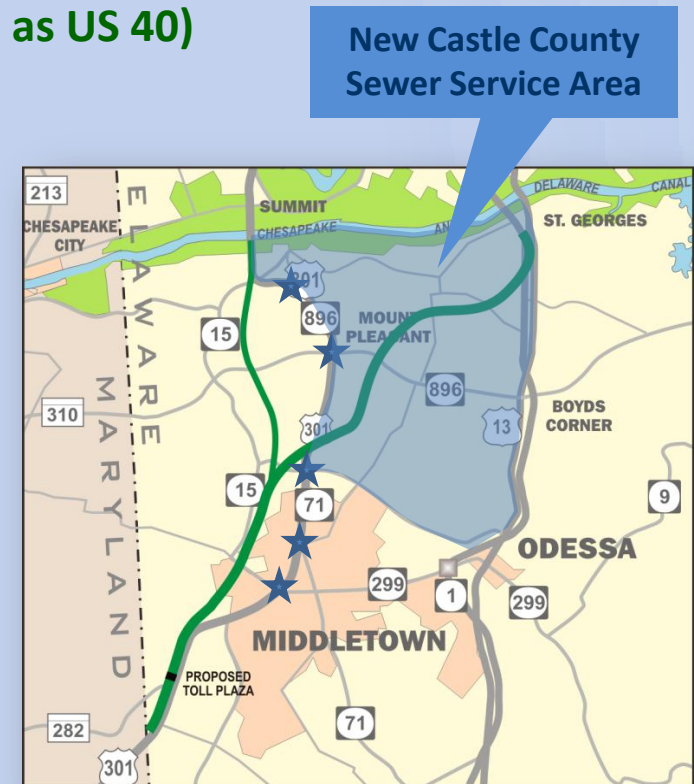 as US 40)
New Castle County
Sewer Service Area
213
CHESAPEAKE
CITY
ELAWARE
MARYLAND
SUMMIT
CHESAPEAKE
AN
DELAWARE
CANAL
ST. GEORGES
301
896
MOUNT
PLEASANT
15
310
896
BOYDS
CORNER
13
301
15
71
9
ODESSA
299
1
299
MIDDLETOWN
PROPOSED
TOLL PLAZA
71
282
301